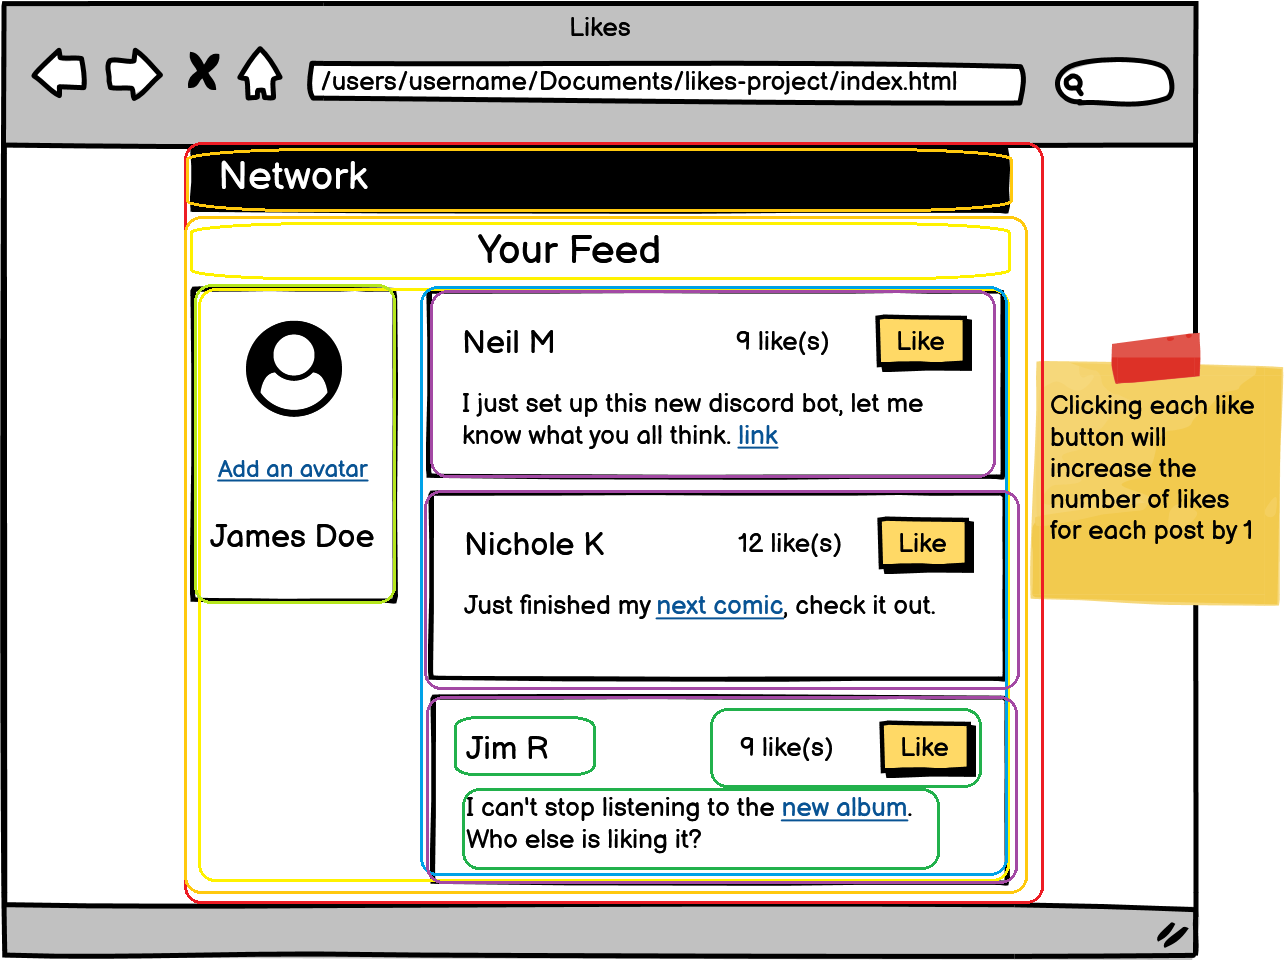 Likes
/users/username/Documents/likes-project/index.html
Network
Your Feed
Add an avatar
James Doe
Neil M
9 like(s)
Like
I just set up this new discord bot, let me
know what you all think. link
Nichole K
12 like(s)
Like
Just finished my next comic, check it out.
Jim R
9 like(s)
Like
I can't stop listening to the new album.
Who else is liking it?
Clicking each like
button will
increase the
number of likes
for each post by 1